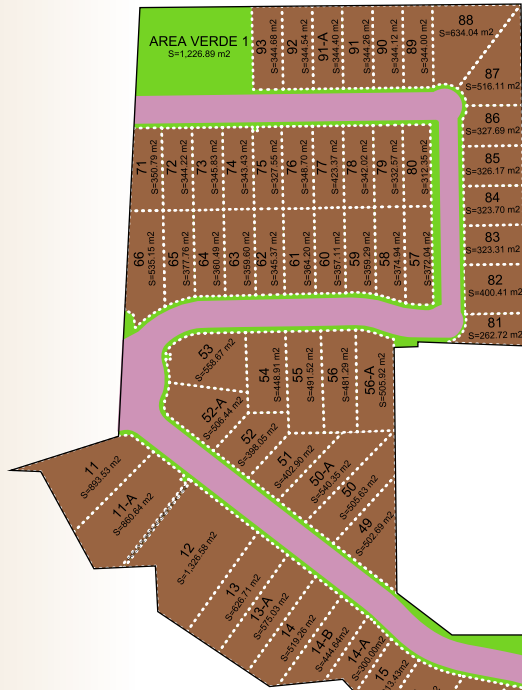 AREA VERDE 1
S=1,226.89 m2
93
S=344.68 m2
92
S=344.54 m2
91-A
S=344.40 m2
91
S=344.26 m2
90
S=344.12 m2
89
S=344.00 m2
88
S=634.04 m2
87
S=516.11 m2
86
S=327.69 m2
85
S=326.17 m2
84
S=323.70 m2
83
S=323.31 m2
82
S=400.41 m2
81
S=262.72 m2
71
S=350.79 m2
72
S=344.22 m2
73
S=345.83 m2
74
S=343.43 m2
75
S=327.55 m2
76
S=348.70 m2
77
S=423.37 m2
78
S=342.02 m2
79
S=332.57 m2
80
S=312.35 m2
66
S=535.15 m2
65
S=377.76 m2
64
S=360.49 m2
63
S=359.60 m2
62
S=345.37 m2
61
S=364.20 m2
60
S=357.11 m2
59
S=359.29 m2
58
S=374.94 m2
57
S=372.04 m2
53
S=558.67 m2
54
S=448.91 m2
55
S=491.52 m2
56
S=481.29 m2
56-A
S=505.92 m2
52-A
S=506.44 m2
52
S=398.05 m2
51
S=402.90 m2
50-A
S=540.35 m2
50
S=505.63 m2
49
S=502.69 m2
11
S=893.53 m2
11-A
S=860.64 m2
12
S=1,326.58 m2
13
S=626.71 m2
13-A
S=575.03 m2
14
S=519.26 m2
14-B
S=444.64m2
14-A
S=300.00m2
15
13.43m2